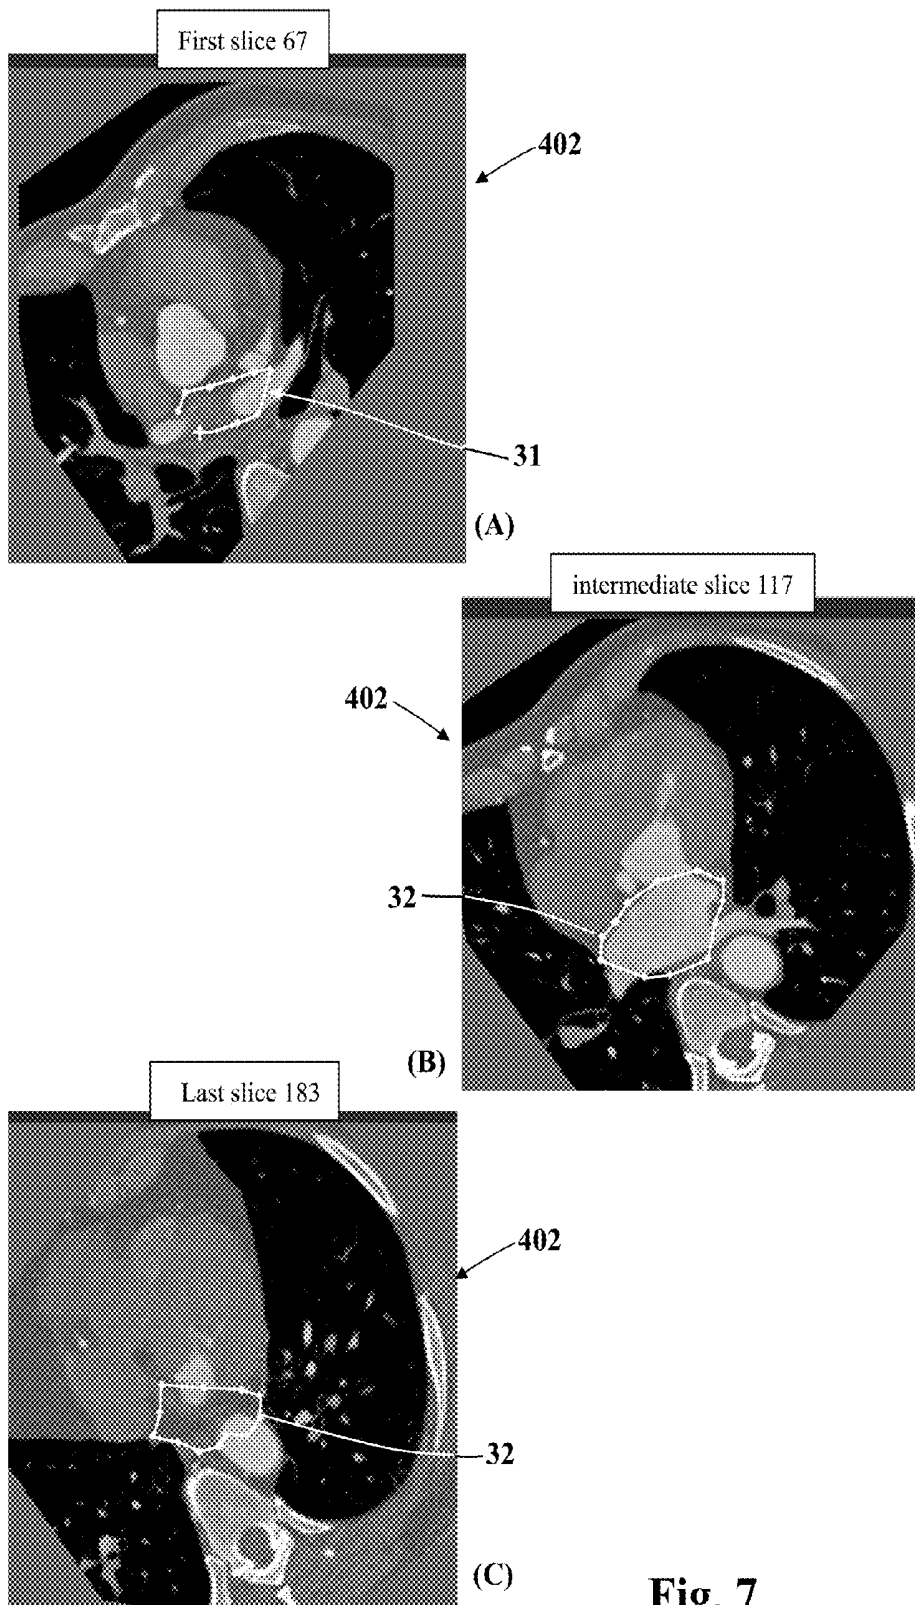 First slice 67
402
31
(A)
intermediate slice 117
402
32
(B)
Last slice 183
402
32
(C)
Fig. 7